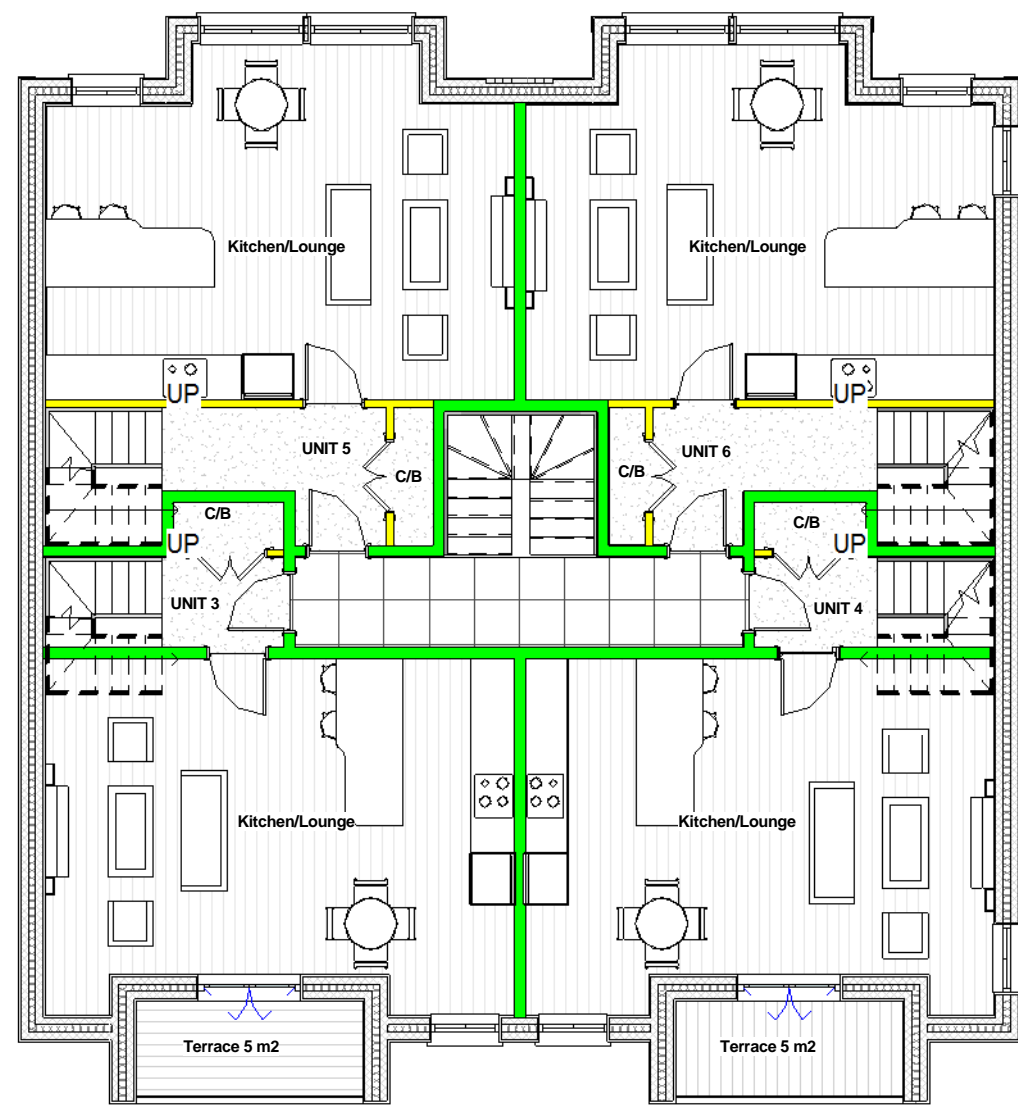 Kitchen/Lounge
Kitchen/Lounge
UP
UP
UNIT 5
UNIT 6
C/B
C/B
C/B
C/B
UP
UP
UNIT 3
UNIT 4
Kitchen/Lounge
Kitchen/Lounge
Terrace 5 m2
Terrace 5 m2